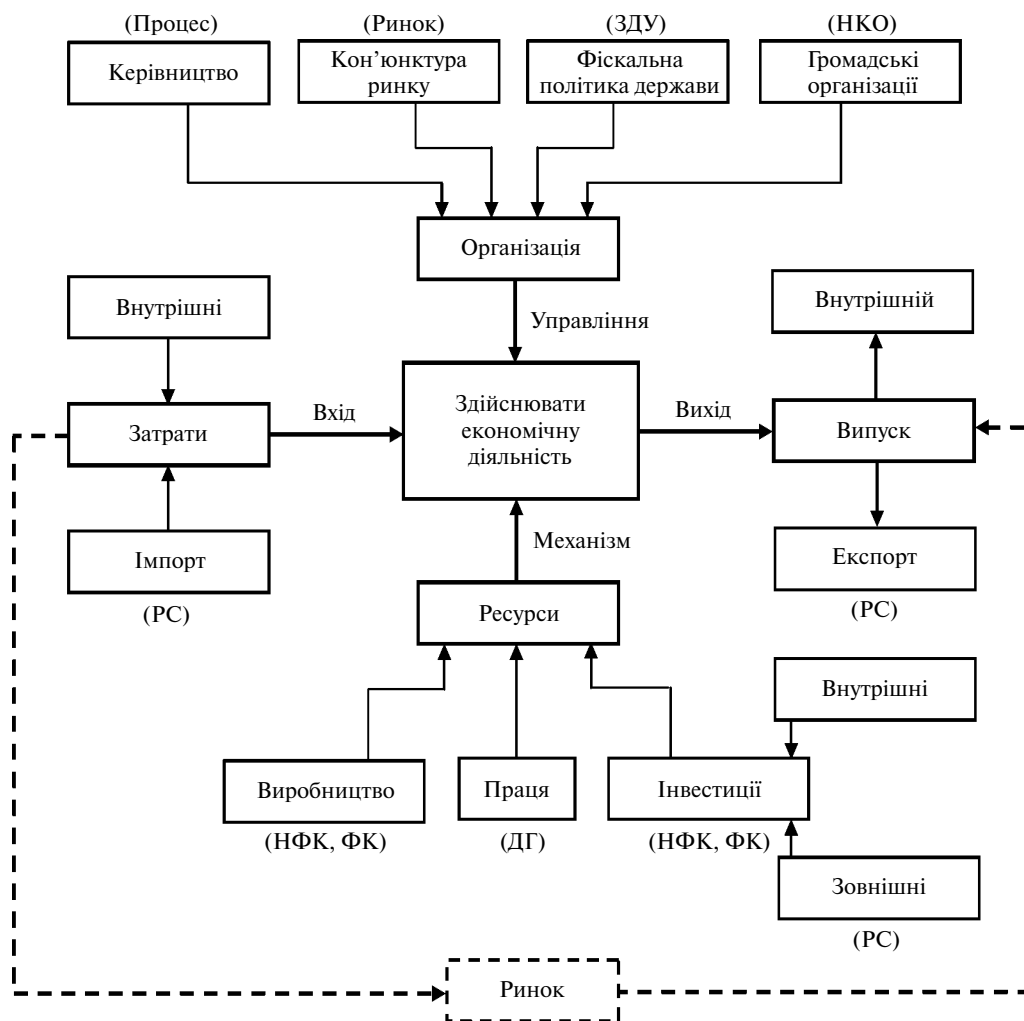 (Процес)
(Ринок)
(ЗДУ)
(НКО)
Керівництво
Кон’юнктура
ринку
Фіскальна
політика держави
Громадські
організації
Організація
Управління
Внутрішні
Внутрішній
Затрати
Вхід
Здійснювати
економічну
діяльність
Вихід
Випуск
Імпорт
(РС)
Механізм
Експорт
(РС)
Ресурси
Внутрішні
Виробництво
(НФК, ФК)
Праця
(ДГ)
Інвестиції
(НФК, ФК)
Зовнішні
(РС)
Ринок